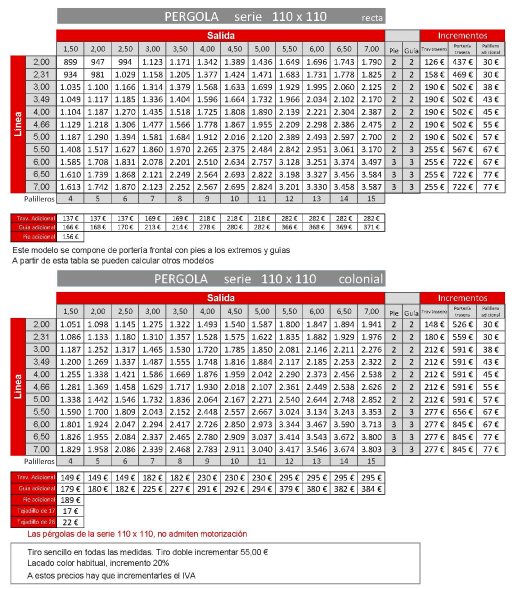 PERGOLA serie 110 x 110 recta
Salida Incrementos
1,50 2,00 2,50 3,00 3,50 4,00 4,50 5,00 5,50 6,00 6,50 7,00 Pie Guía Trav trasero Portería trasera Palillero adicional
Línea
2,00 899 947 994 1.123 1.171 1.342 1.389 1.436 1.649 1.696 1.743 1.790 2 2 126 € 437 € 30 €
2,31 934 981 1.029 1.158 1.205 1.377 1.424 1.471 1.683 1.731 1.778 1.825 2 2 158 € 469 € 30 €
3,00 1.035 1.100 1.166 1.314 1.379 1.568 1.633 1.699 1.929 1.995 2.060 2.125 2 2 190 € 502 € 38 €
3,49 1.049 1.117 1.185 1.336 1.404 1.596 1.664 1.732 1.966 2.034 2.102 2.170 2 2 190 € 502 € 43 €
4,00 1.104 1.187 1.270 1.435 1.518 1.725 1.808 1.890 2.139 2.221 2.304 2.387 2 2 190 € 502 € 45 €
4,66 1.129 1.218 1.306 1.477 1.566 1.778 1.867 1.955 2.209 2.298 2.386 2.475 2 2 190 € 502 € 55 €
5,00 1.187 1.290 1.394 1.581 1.684 1.912 2.015 2.119 2.389 2.493 2.596 2.700 2 2 190 € 502 € 57 €
5,50 1.408 1.517 1.627 1.860 1.970 2.265 2.375 2.484 2.842 2.951 3.061 3.170 2 3 255 € 567 € 67 €
6,00 1.585 1.708 1.831 2.078 2.201 2.510 2.634 2.757 3.128 3.251 3.374 3.497 3 3 255 € 722 € 67 €
6,50 1.610 1.739 1.868 2.121 2.249 2.564 2.693 2.822 3.198 3.327 3.456 3.584 3 3 255 € 722 € 77 €
7,00 1.613 1.742 1.870 2.123 2.252 2.567 2.695 2.824 3.201 3.330 3.458 3.587 3 3 255 € 722 € 77 €
Palilleros 4 5 6 7 8 9 10 11 12 13 14 15
Trav. Adicional 137 € 137 € 137 € 169 € 169 € 218 € 218 € 218 € 282 € 282 € 282 € 282 €
Guía adicional 166 € 168 € 170 € 213 € 214 € 278 € 280 € 282 € 366 € 368 € 369 € 371 €
Pie adicional 156 €
Este modelo se compone de portería frontal con pies a los extremos y guías
A partir de esta tabla se pueden calcular otros modelos
PERGOLA serie 110 x 110 colonial
Salida Incrementos
1,50 2,00 2,50 3,00 3,50 4,00 4,50 5,00 5,50 6,00 6,50 7,00 Pie Guía Trav trasero Portería trasera Palillero adicional
Línea
2,00 1.051 1.098 1.145 1.275 1.322 1.493 1.540 1.587 1.800 1.847 1.894 1.941 2 2 148 € 526 € 30 €
2,31 1.086 1.133 1.180 1.310 1.357 1.528 1.575 1.622 1.835 1.882 1.929 1.976 2 2 180 € 559 € 30 €
3,00 1.187 1.252 1.317 1.465 1.530 1.720 1.785 1.850 2.081 2.146 2.211 2.276 2 2 212 € 591 € 38 €
3,49 1.200 1.269 1.337 1.487 1.555 1.748 1.816 1.884 2.117 2.185 2.253 2.322 2 2 212 € 591 € 43 €
4,00 1.255 1.338 1.421 1.586 1.669 1.876 1.959 2.042 2.290 2.373 2.456 2.538 2 2 212 € 591 € 45 €
4,66 1.281 1.369 1.458 1.629 1.717 1.930 2.018 2.107 2.361 2.449 2.538 2.626 2 2 212 € 591 € 55 €
5,00 1.338 1.442 1.546 1.732 1.836 2.064 2.167 2.271 2.540 2.644 2.748 2.852 2 2 212 € 591 € 57 €
5,50 1.590 1.700 1.809 2.043 2.152 2.448 2.557 2.667 3.024 3.134 3.243 3.353 2 3 277 € 656 € 67 €
6,00 1.801 1.924 2.047 2.294 2.417 2.726 2.850 2.973 3.344 3.467 3.590 3.713 3 3 277 € 845 € 67 €
6,50 1.826 1.955 2.084 2.337 2.465 2.780 2.909 3.037 3.414 3.543 3.672 3.800 3 3 277 € 845 € 77 €
7,00 1.829 1.958 2.086 2.339 2.468 2.783 2.911 3.040 3.417 3.546 3.674 3.803 3 3 277 € 845 € 77 €
Palilleros 4 5 6 7 8 9 10 11 12 13 14 15
Trav. Adicional 149 € 149 € 149 € 182 € 182 € 230 € 230 € 230 € 295 € 295 € 295 € 295 €
Guía adicional 179 € 180 € 182 € 225 € 227 € 291 € 292 € 294 € 379 € 380 € 382 € 384 €
Pie adicional 189 €
Tejadillo de 17 17 €
Tejadillo de 26 22 €
Las pérgolas de la serie 110 x 110, no admiten motorización
Tiro sencillo en todas las medidas. Tiro doble incrementar 55,00 €
Lacado color habitual, incremento 20%
A estos precios hay que incrementarles el IVA